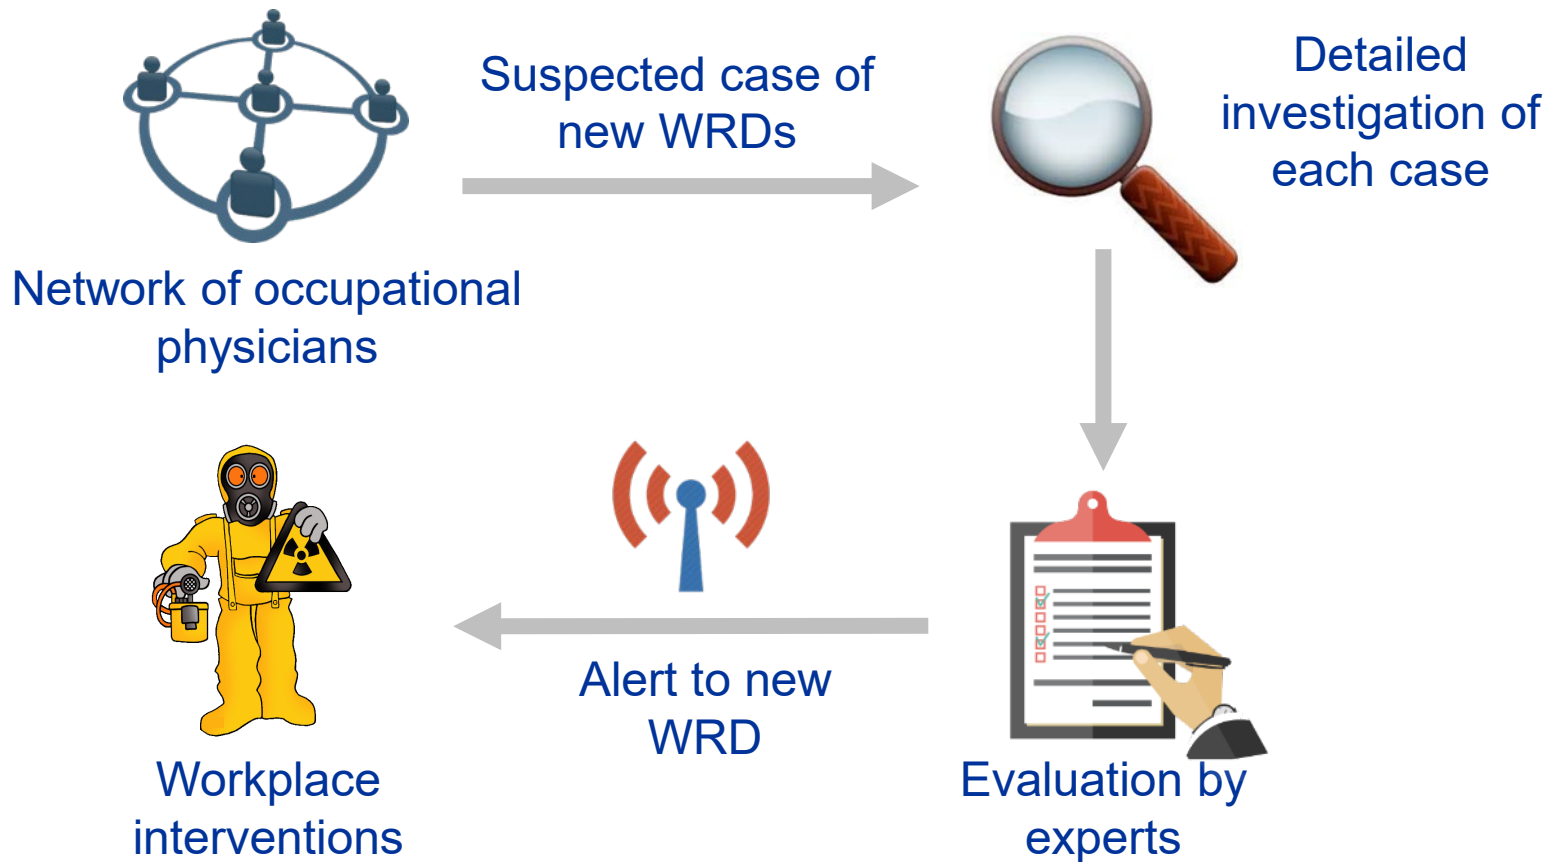 Suspected case of
new WRDs
Detailed
investigation of
each case
Network of occupational
physicians
Alert to new
WRD
Workplace
interventions
Evaluation by
experts